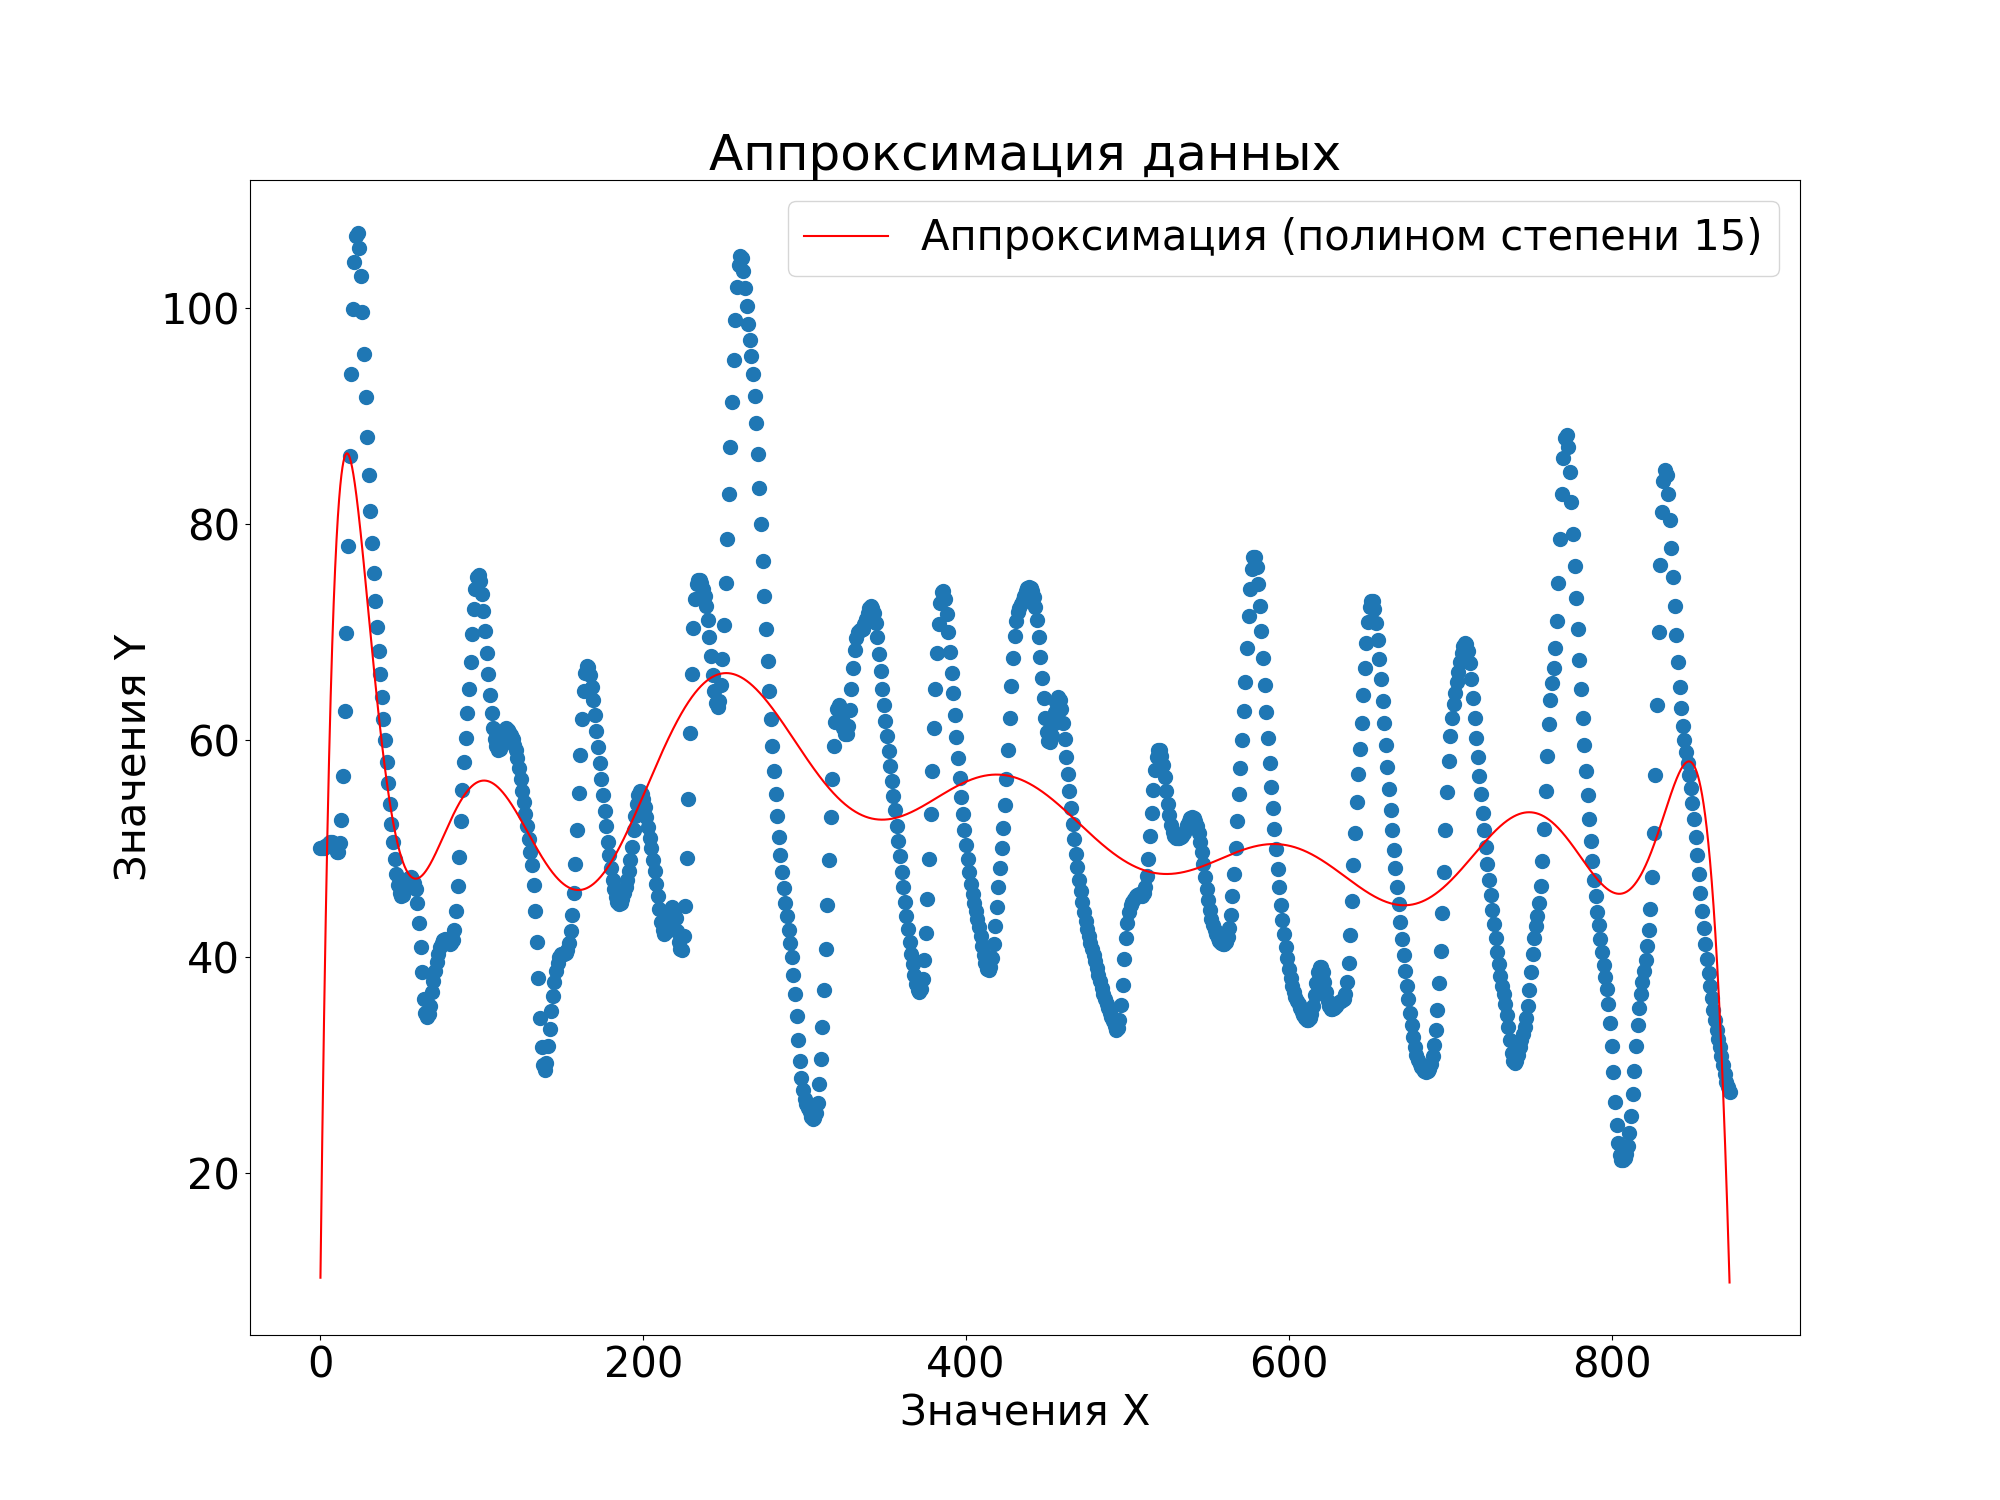 Аппроксимация данных
Аппроксимация (полином степени 15)
Значения Y
100
80
60
40
20
0 200 400 600 800
Значения X